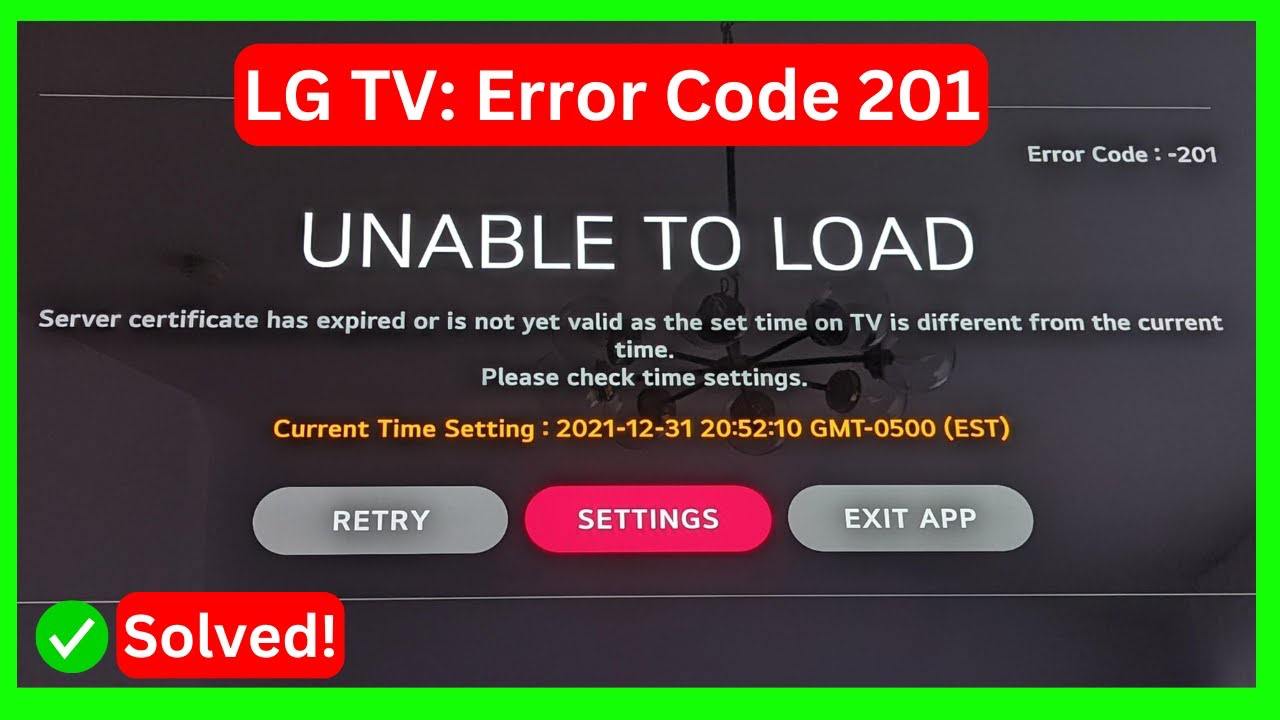 LG TV: Error Code 201
Error Code : -201
UNABLE TO LOAD
Server certificate has expired or is not yet valid as the set time on TV is different from the current
time.
Please check time settings.
Current Time Setting : 2021-12-31 20:52:10 GMT-0500 (EST)
RETRY
SETTINGS
EXIT APP
Solved!